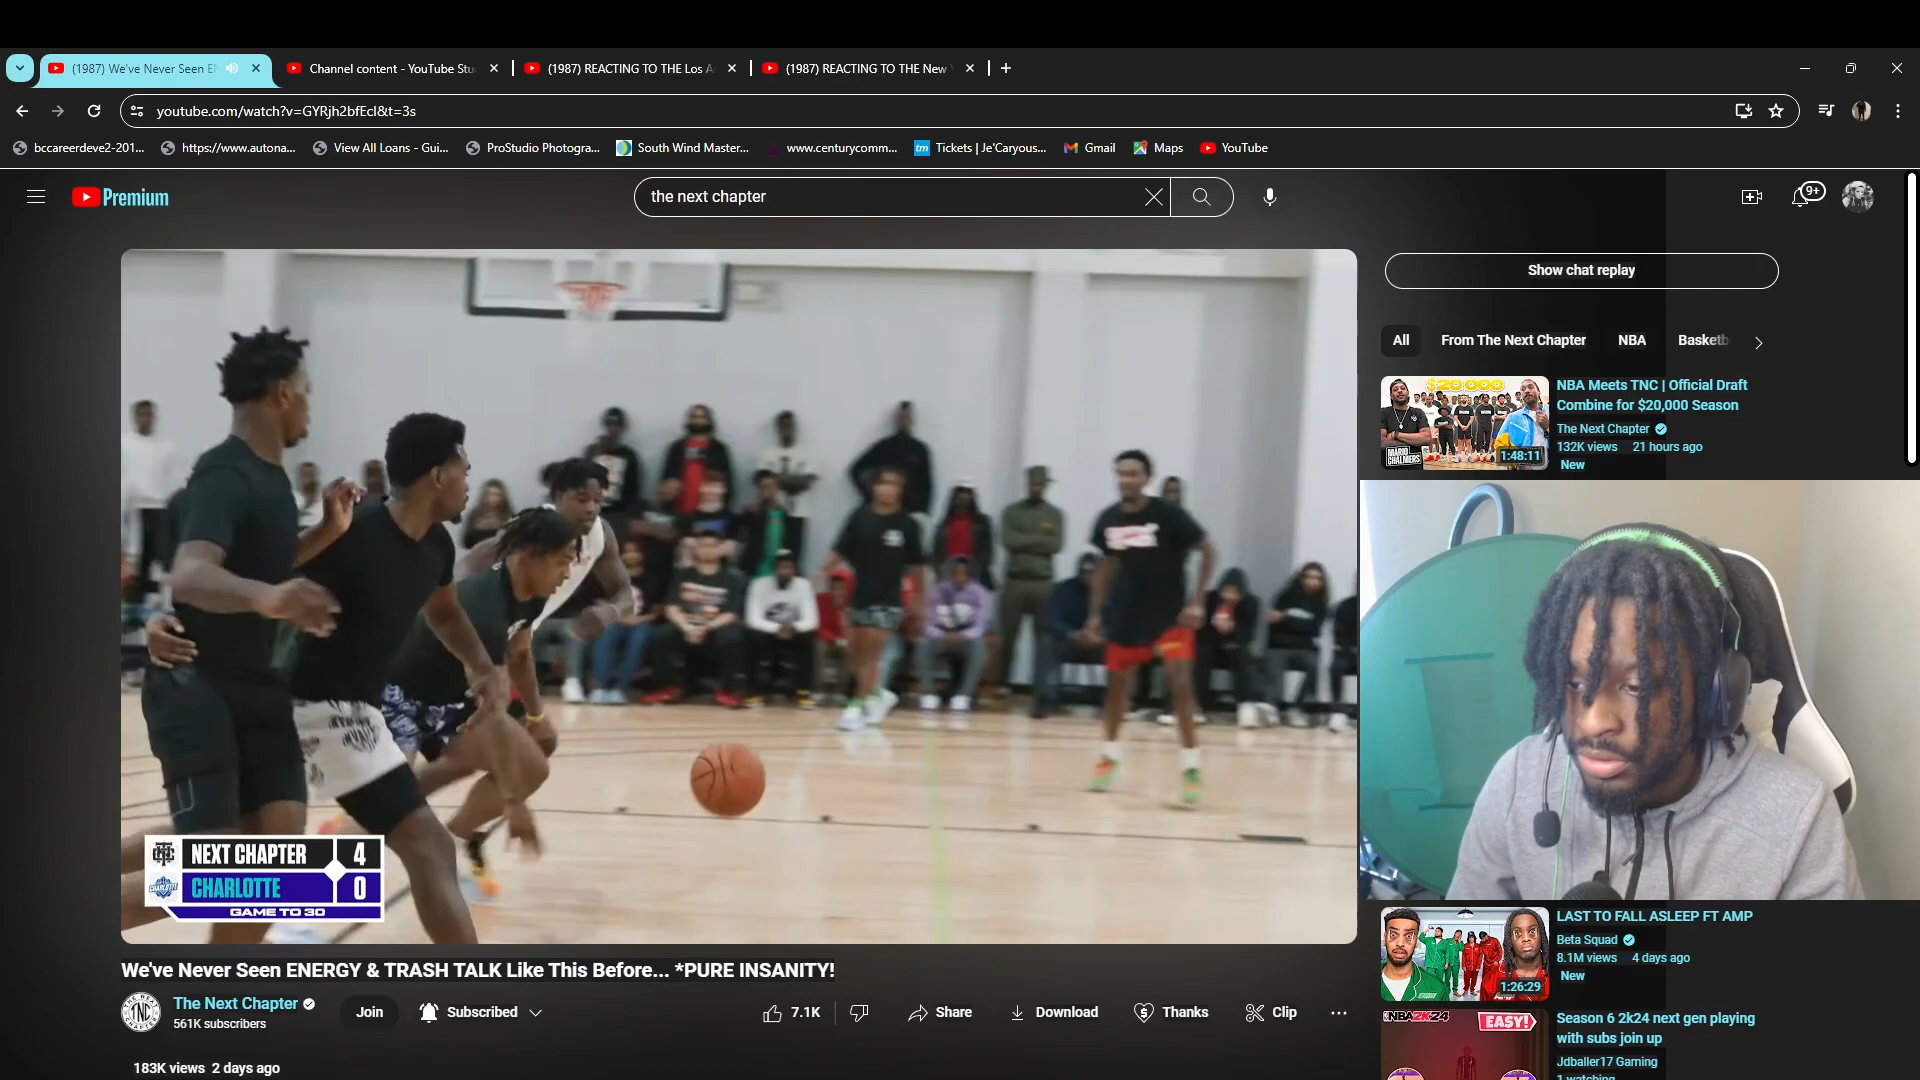 (1987) We've Never Seen EN
Channel content - YouTube Stu
(1987) REACTING TO THE Los A
(1987) REACTING TO THE New
youtube.com/watch?v=GYRjh2bfEcI&t=3s
bccareerdeve2-201...
https://www.autona...
View All Loans - Gui...
ProStudio Photogra...
South Wind Master...
www.centurycomm...
tm
Tickets | Je'Caryous...
Gmail
Maps
YouTube
Premium
the next chapter
9+
Show chat replay
All
From The Next Chapter
NBA
Basketb
$20,000
MARIO
CHALMERS
1:48:11
NBA Meets TNC | Official Draft
Combine for $20,000 Season
The Next Chapter
132K views 21 hours ago
New
NEXT CHAPTER 4
CHARLOTTE 0
GAME TO 30
We've Never Seen ENERGY & TRASH TALK Like This Before... *PURE INSANITY!
TNC
The Next Chapter
561K subscribers
Join
Subscribed
7.1K
Share
Download
Thanks
Clip
183K views 2 days ago
1:26:29
LAST TO FALL ASLEEP FT AMP
Beta Squad
8.1M views 4 days ago
New
NBA2K24
EASY!
Season 6 2k24 next gen playing
with subs join up
Jdballer17 Gaming
1 watching